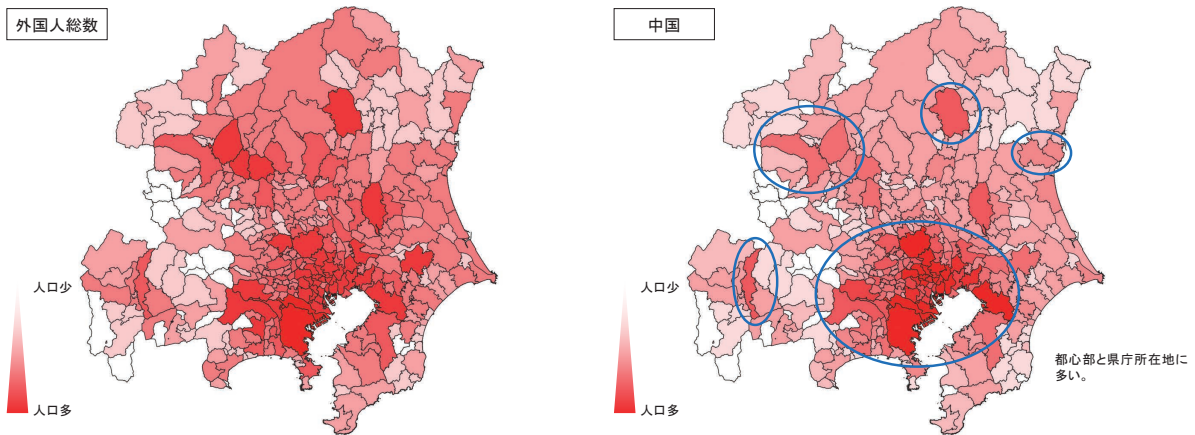 外国人総数
人口少
人口多
中国
人口少
人口多
都心部と県庁所在地に
多い。